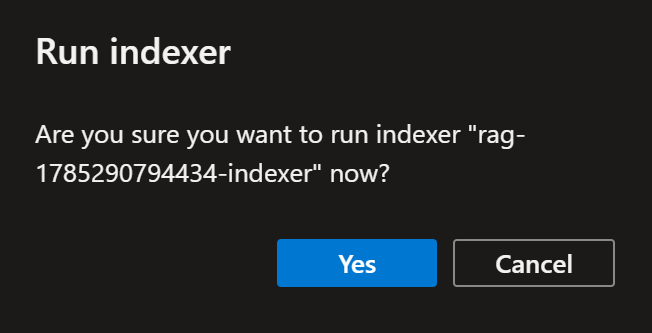 Run indexer
Are you sure you want to run indexer "rag-
1785290794434-indexer" now?
Yes
Cancel